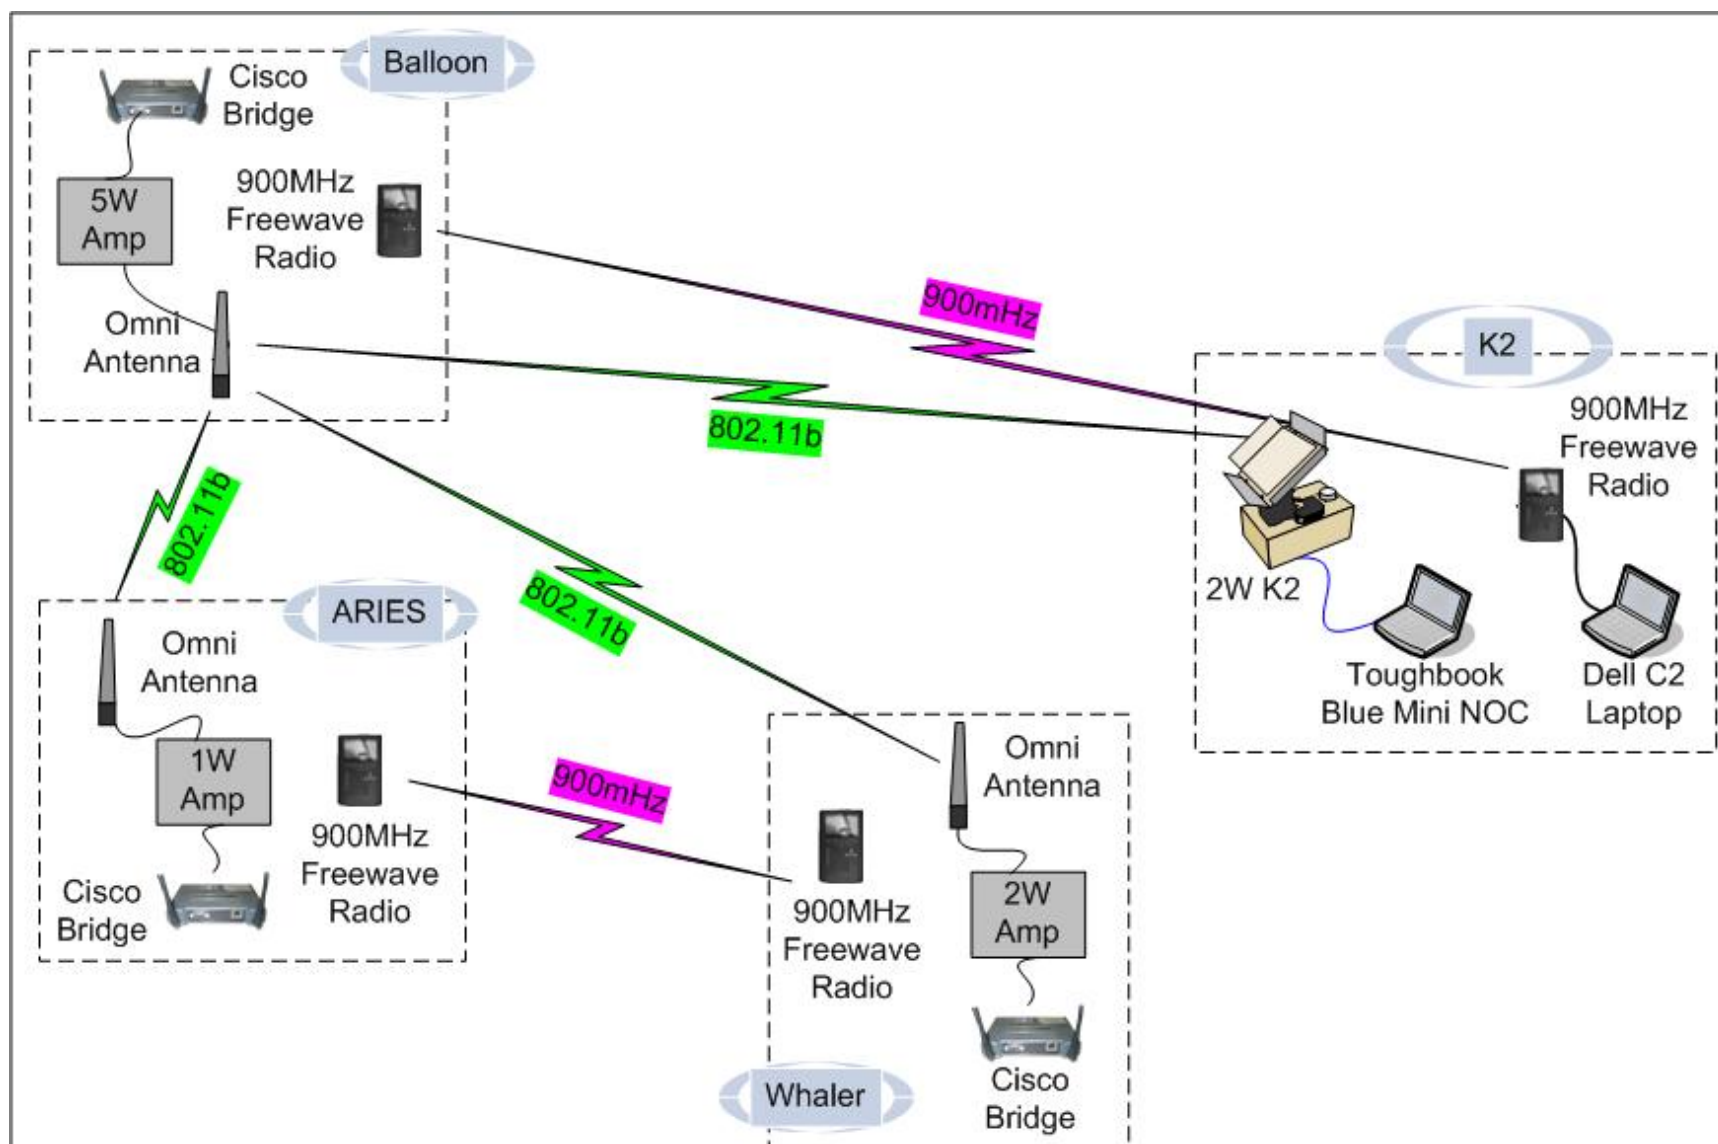 Balloon
Cisco
Bridge
5W
Amp
900MHz
Freewave
Radio
Omni
Antenna
900mHz
802.11b
802.11b
802.11b
K2
900MHz
Freewave
Radio
2W K2
Toughbook
Blue Mini NOC
Dell C2
Laptop
ARIES
Omni
Antenna
1W
Amp
900MHz
Freewave
Radio
Cisco
Bridge
900mHz
Omni
Antenna
900MHz
Freewave
Radio
2W
Amp
Cisco
Bridge
Whaler